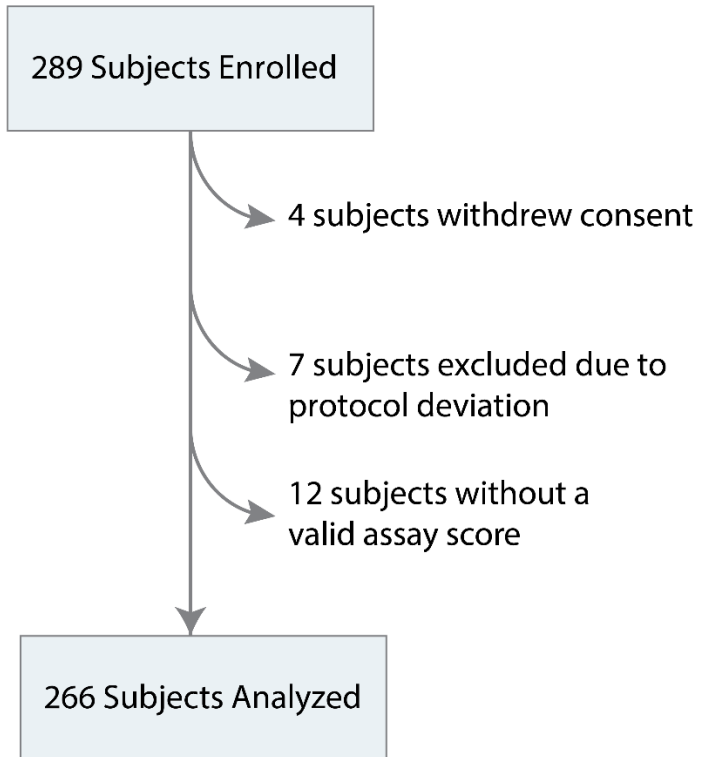 289 Subjects Enrolled
4 subjects withdrew consent
7 subjects excluded due to
protocol deviation
12 subjects without a
valid assay score
266 Subjects Analyzed